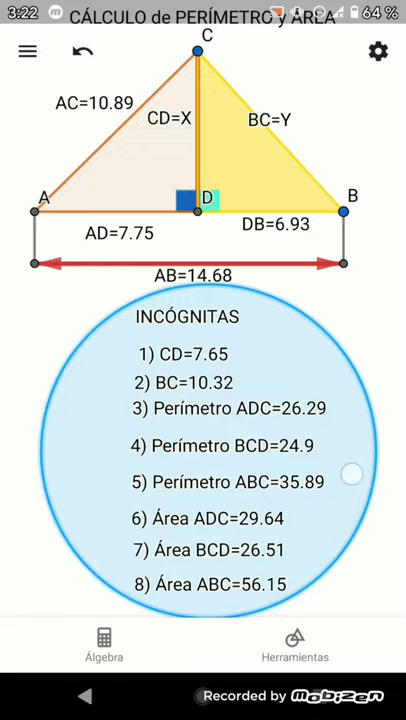 3:22
64 %
CÁLCULO de PERÍMETRO y ÁREA
C
AC=10.89
CD=X
BC=Y
A
D
B
AD=7.75
DB=6.93
AB=14.68
INCÓGNITAS
1) CD=7.65
2) BC=10.32
3) Perímetro ADC=26.29
4) Perímetro BCD=24.9
5) Perímetro ABC=35.89
6) Área ADC=29.64
7) Área BCD=26.51
8) Área ABC=56.15
Álgebra
Herramientas
Recorded by Mobizen